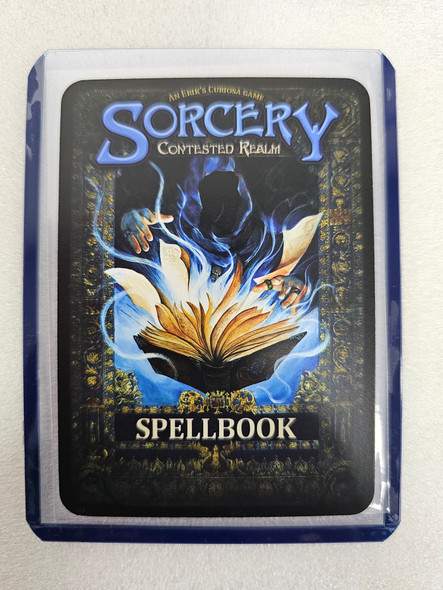 An Erik's Curiosa Game
Sorcery
Contested Realm
SPELLBOOK